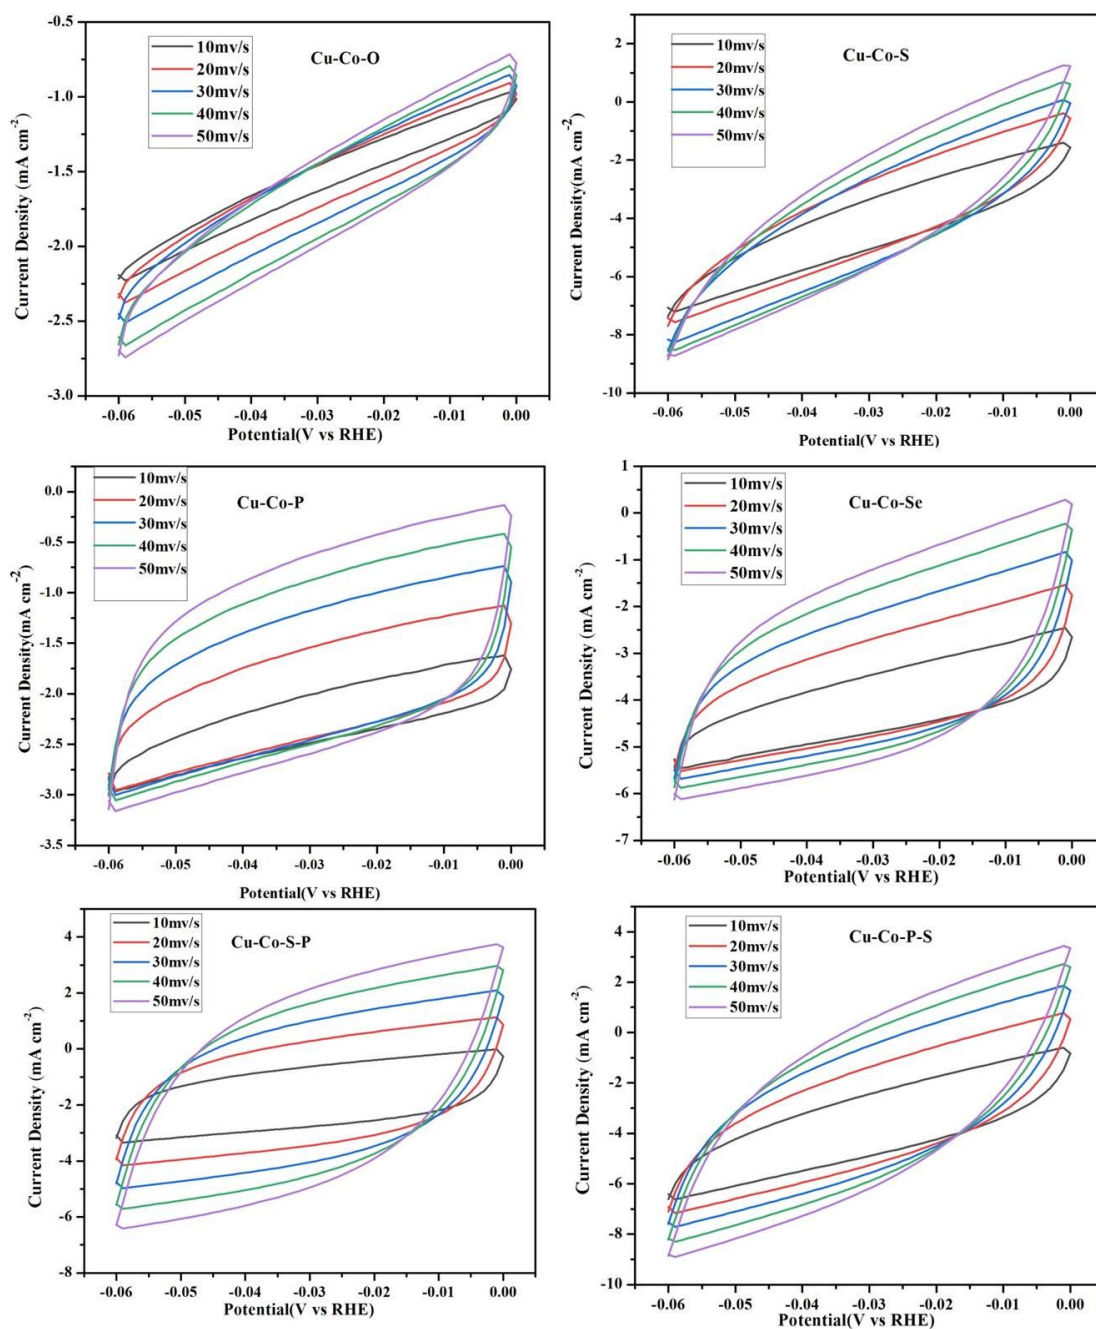 Cu-Co-O
10mv/s
20mv/s
30mv/s
40mv/s
50mv/s
Current Density (mA cm-2)
-0.5
-1.0
-1.5
-2.0
-2.5
-3.0
-0.06 -0.05 -0.04 -0.03 -0.02 -0.01 0.00
Potential(V vs RHE)
Cu-Co-S
10mv/s
20mv/s
30mv/s
40mv/s
50mv/s
Current Density(mA cm-2)
2
0
-2
-4
-6
-8
-10
-0.06 -0.05 -0.04 -0.03 -0.02 -0.01 0.00
Potential(V vs RHE)
Cu-Co-P
10mv/s
20mv/s
30mv/s
40mv/s
50mv/s
Current Density(mA cm-2)
0.0
-0.5
-1.0
-1.5
-2.0
-2.5
-3.0
-3.5
-0.06 -0.05 -0.04 -0.03 -0.02 -0.01 0.00
Potential(V vs RHE)
Cu-Co-Se
10mv/s
20mv/s
30mv/s
40mv/s
50mv/s
Current Density (mA cm-2)
1
0
-1
-2
-3
-4
-5
-6
-7
-0.06 -0.05 -0.04 -0.03 -0.02 -0.01 0.00
Potential(V vs RHE)
Cu-Co-S-P
10mv/s
20mv/s
30mv/s
40mv/s
50mv/s
Current Density (mA cm-2)
4
2
0
-2
-4
-6
-8
-0.06 -0.05 -0.04 -0.03 -0.02 -0.01 0.00
Potential(V vs RHE)
Cu-Co-P-S
10mv/s
20mv/s
30mv/s
40mv/s
50mv/s
Current Density (mA cm-2)
4
2
0
-2
-4
-6
-8
-10
-0.06 -0.05 -0.04 -0.03 -0.02 -0.01 0.00
Potential(V vs RHE)